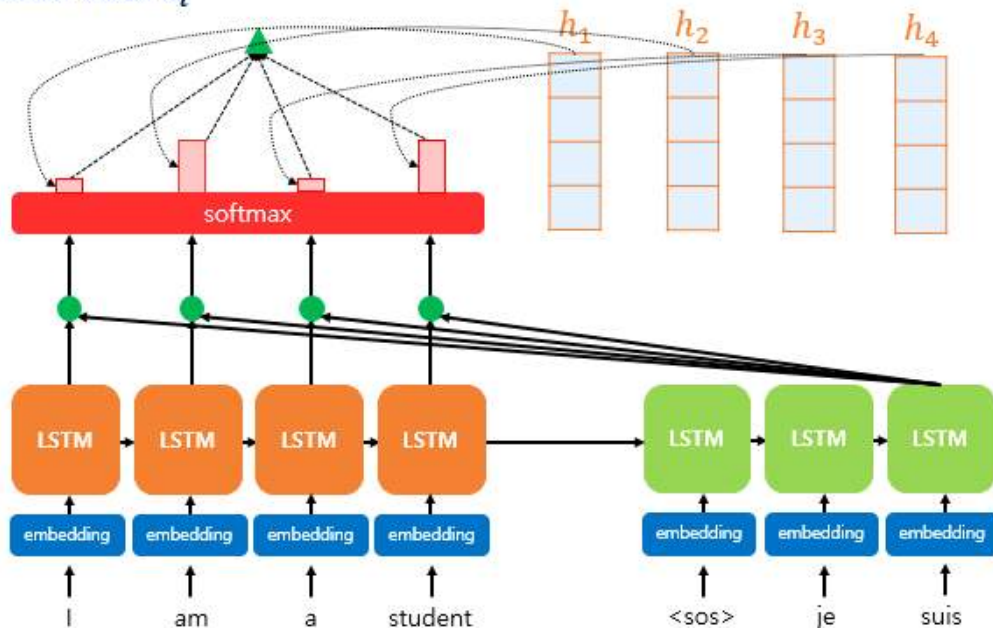 h₁ h₂ h₃ h₄
softmax
LSTM LSTM LSTM LSTM LSTM LSTM LSTM
embedding embedding embedding embedding embedding embedding embedding
I am a student <sos> je suis